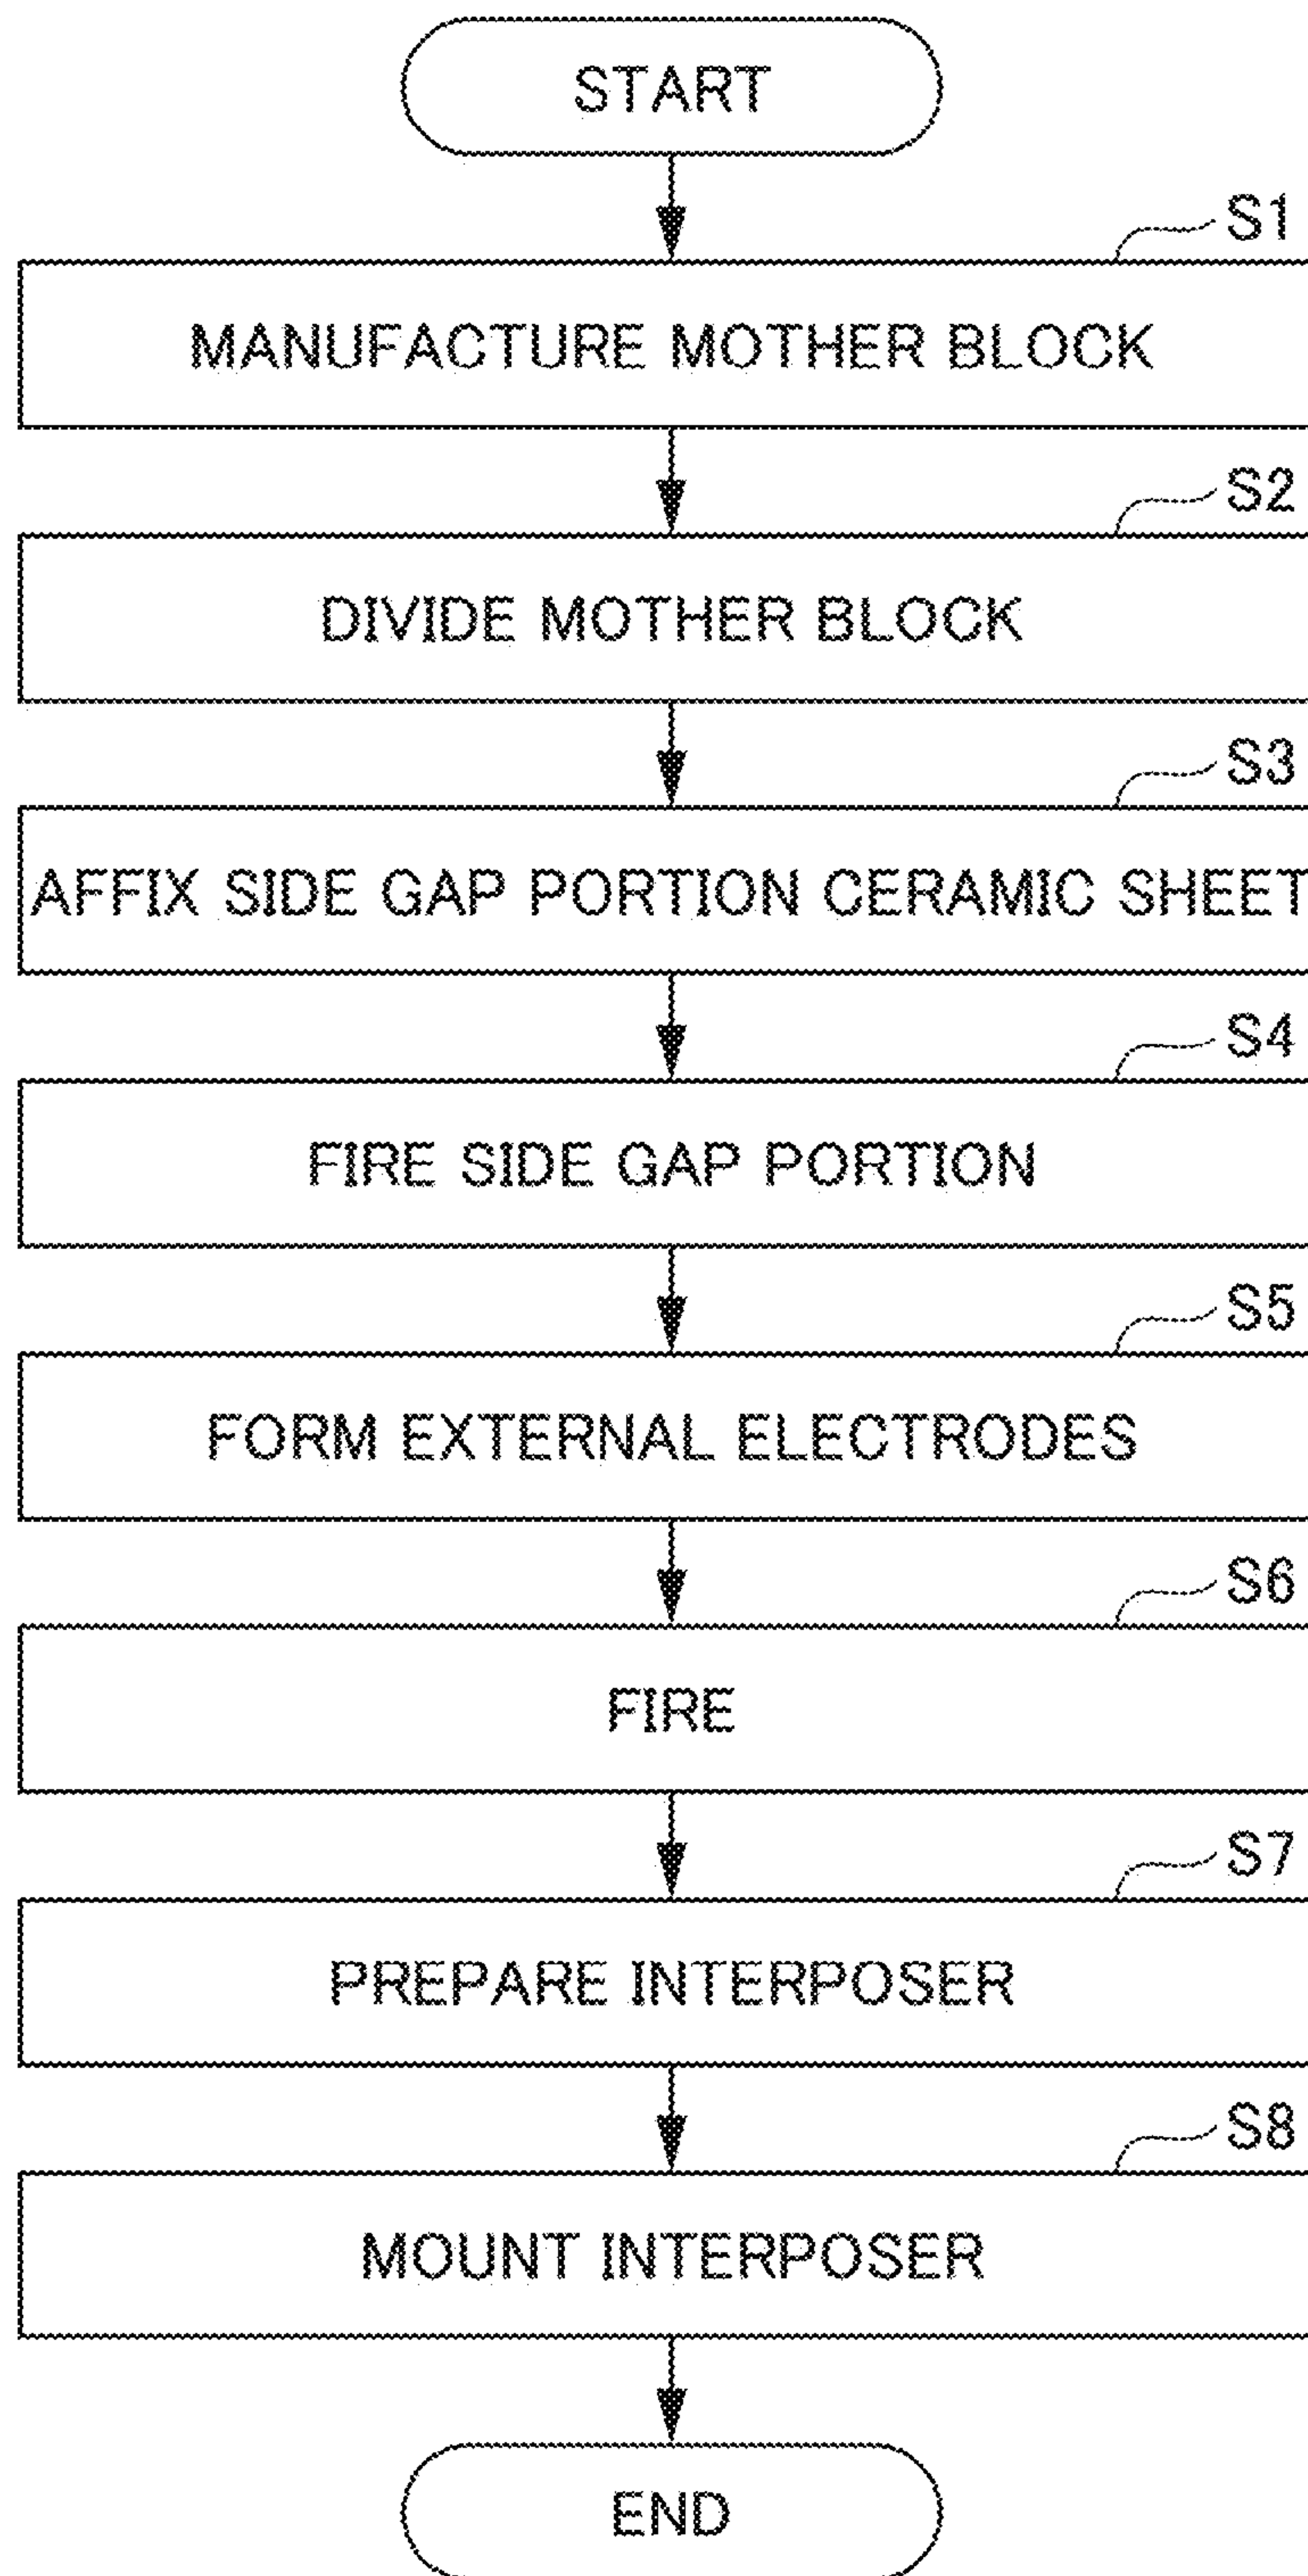 START
S1
MANUFACTURE MOTHER BLOCK
S2
DIVIDE MOTHER BLOCK
S3
AFFIX SIDE GAP PORTION CERAMIC SHEET
S4
FIRE SIDE GAP PORTION
S5
FORM EXTERNAL ELECTRODES
S6
FIRE
S7
PREPARE INTERPOSER
S8
MOUNT INTERPOSER
END